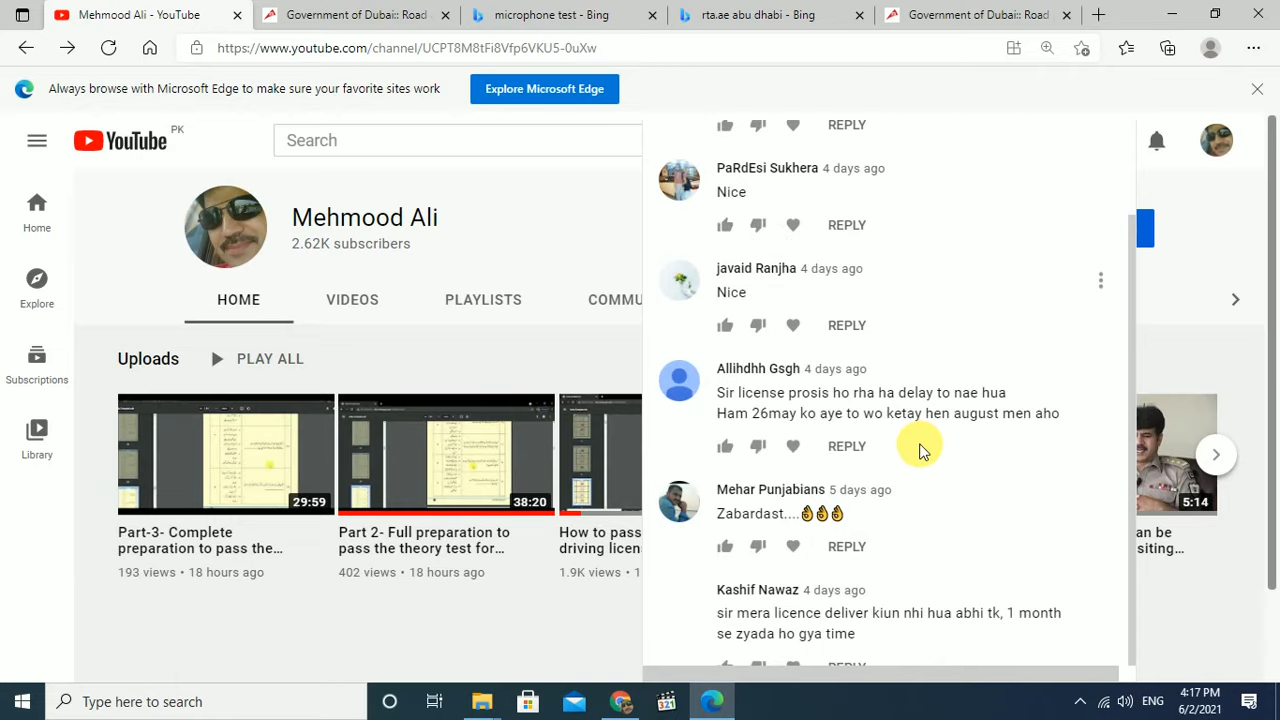 Mehmood Ali - YouTube
Government of Dubai:: Road
microphone test - Bing
rta.ae abu dhabi - Bing
Government of Dubai:: Road
https://www.youtube.com/channel/UCPT8M8tFi8Vfp6VKU5-0uXw
Always browse with Microsoft Edge to make sure your favorite sites work
Explore Microsoft Edge
YouTube PK
Search
Home
Explore
Subscriptions
Library
Mehmood Ali
2.62K subscribers
HOME
VIDEOS
PLAYLISTS
COMMU
Uploads
PLAY ALL
29:59
38:20
5:14
Part-3- Complete
preparation to pass the...
193 views • 18 hours ago
Part 2- Full preparation to
pass the theory test for...
402 views • 18 hours ago
How to pass
driving licen
1.9K views • 1
an be
siting...
REPLY
PaRdEsi Sukhera 4 days ago
Nice
REPLY
javaid Ranjha 4 days ago
Nice
REPLY
Allihdhh Gsgh 4 days ago
Sir license prosis ho rha ha delay to nae hua
Ham 26may ko aye to wo ketay hen august men aho
REPLY
Mehar Punjabians 5 days ago
Zabardast....👌👌👌
REPLY
Kashif Nawaz 4 days ago
sir mera licence deliver kiun nhi hua abhi tk, 1 month
se zyada ho gya time
REPLY
Type here to search
321
ENG
4:17 PM
6/2/2021